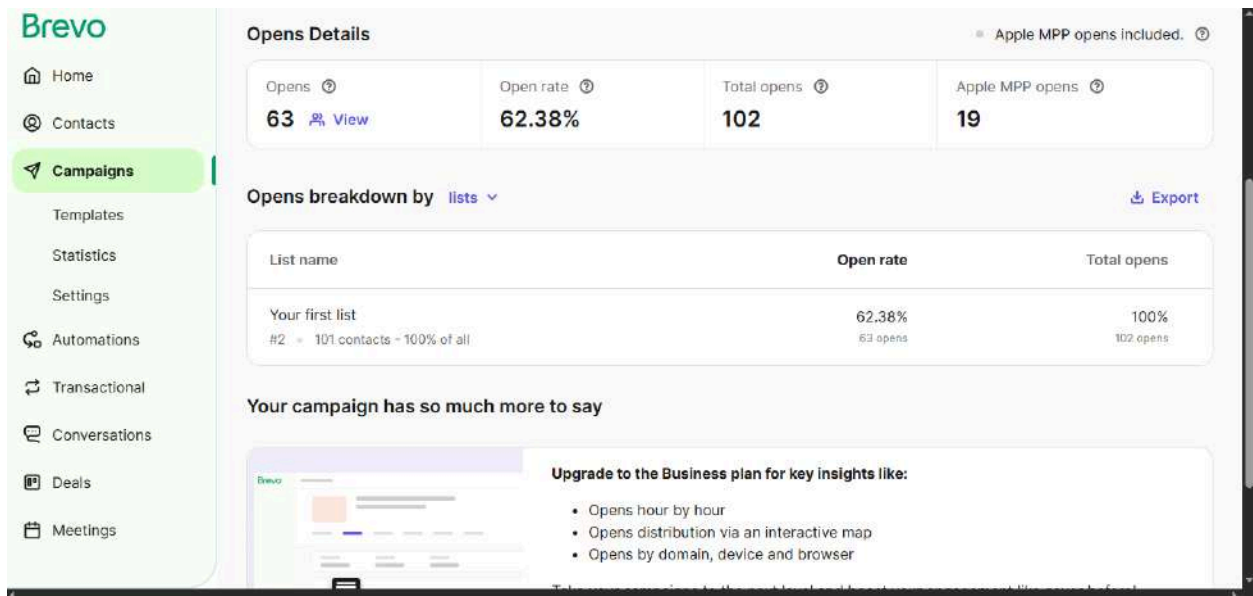 Brevo
Home
Contacts
Campaigns
Templates
Statistics
Settings
Automations
Transactional
Conversations
Deals
Meetings
Opens Details
Apple MPP opens included.
Opens
63 View
Open rate
62.38%
Total opens
102
Apple MPP opens
19
Opens breakdown by lists
Export
List name Open rate Total opens
Your first list 62.38% 100%
#2 101 contacts - 100% of all 63 opens 102 opens
Your campaign has so much more to say
Brevo
Upgrade to the Business plan for key insights like:
• Opens hour by hour
• Opens distribution via an interactive map
• Opens by domain, device and browser